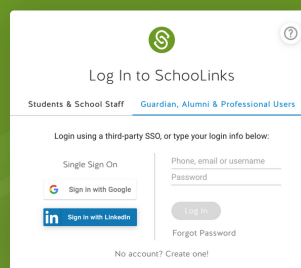 ?
Log In to SchooLinks
Students & School Staff Guardian, Alumni & Professional Users
Login using a third-party SSO, or type your login info below:
Single Sign On
Phone, email or username
G Sign in with Google
Password
in Sign in with LinkedIn
Log In
Forgot Password
No account? Create one!